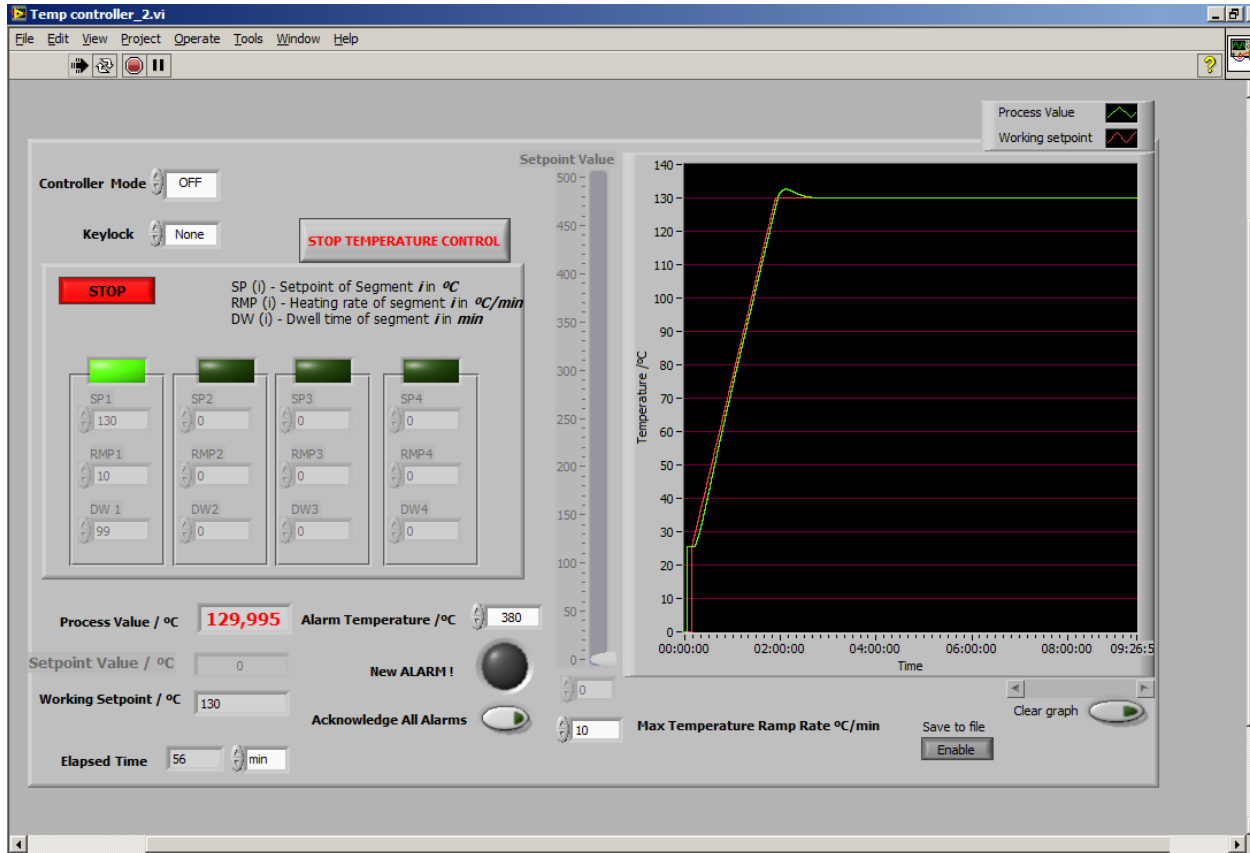 Temp controller_2.vi
File Edit View Project Operate Tools Window Help
Process Value
Working setpoint
Controller Mode OFF
Keylock None
STOP TEMPERATURE CONTROL
STOP
SP (i) - Setpoint of Segment i in ºC
RMP (i) - Heating rate of segment i in ºC/min
DW (i) - Dwell time of segment i in min
SP1 SP2 SP3 SP4
130 0 0 0
RMP1 RMP2 RMP3 RMP4
10 0 0 0
DW 1 DW2 DW3 DW4
99 0 0 0
Process Value / ºC 129,995
Alarm Temperature /ºC 380
Setpoint Value / ºC 0
New ALARM !
Working Setpoint / ºC 130
Acknowledge All Alarms
Elapsed Time 56 min
Setpoint Value
500
450
400
350
300
250
200
150
100
50
0
0
10 Max Temperature Ramp Rate ºC/min
Temperature /ºC
140
130
120
110
100
90
80
70
60
50
40
30
20
10
0
00:00:00 02:00:00 04:00:00 06:00:00 08:00:00 09:26:5
Time
Clear graph
Save to file
Enable